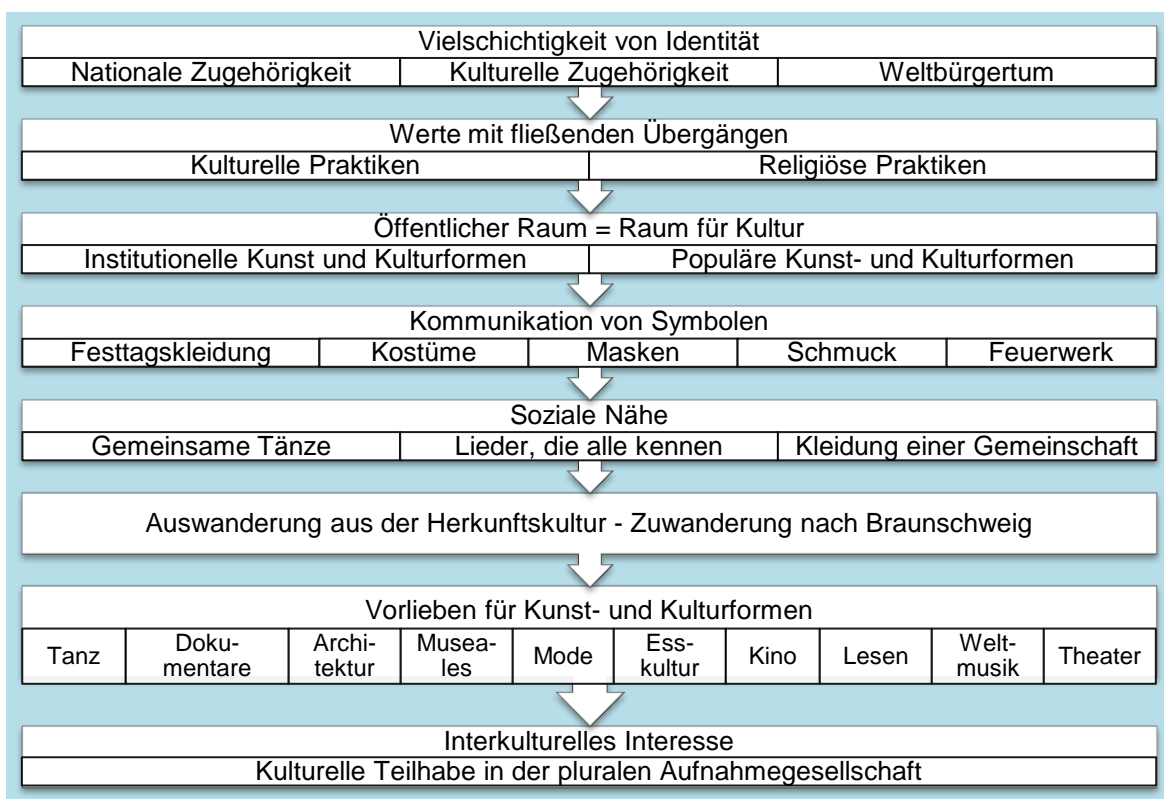 Vielschichtigkeit von Identität
Nationale Zugehörigkeit Kulturelle Zugehörigkeit Weltbürgertum
Werte mit fließenden Übergängen
Kulturelle Praktiken Religiöse Praktiken
Öffentlicher Raum = Raum für Kultur
Institutionelle Kunst und Kulturformen Populäre Kunst- und Kulturformen
Kommunikation von Symbolen
Festtagskleidung Kostüme Masken Schmuck Feuerwerk
Soziale Nähe
Gemeinsame Tänze Lieder, die alle kennen Kleidung einer Gemeinschaft
Auswanderung aus der Herkunftskultur - Zuwanderung nach Braunschweig
Vorlieben für Kunst- und Kulturformen
Tanz
Doku-
mentare
Archi-
tektur
Musea-
les
Mode
Ess-
kultur
Kino
Lesen
Welt-
musik
Theater
Interkulturelles Interesse
Kulturelle Teilhabe in der pluralen Aufnahmegesellschaft